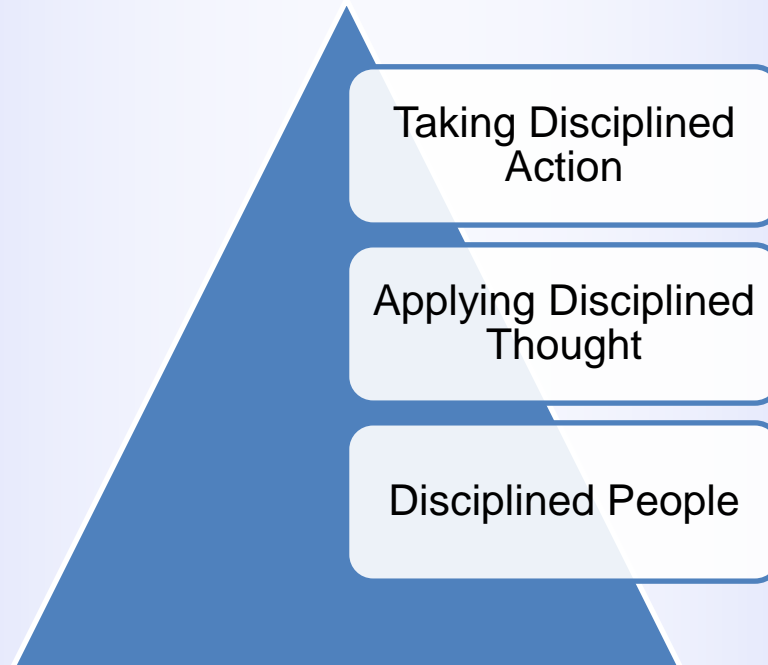 Taking Disciplined
Action
Applying Disciplined
Thought
Disciplined People